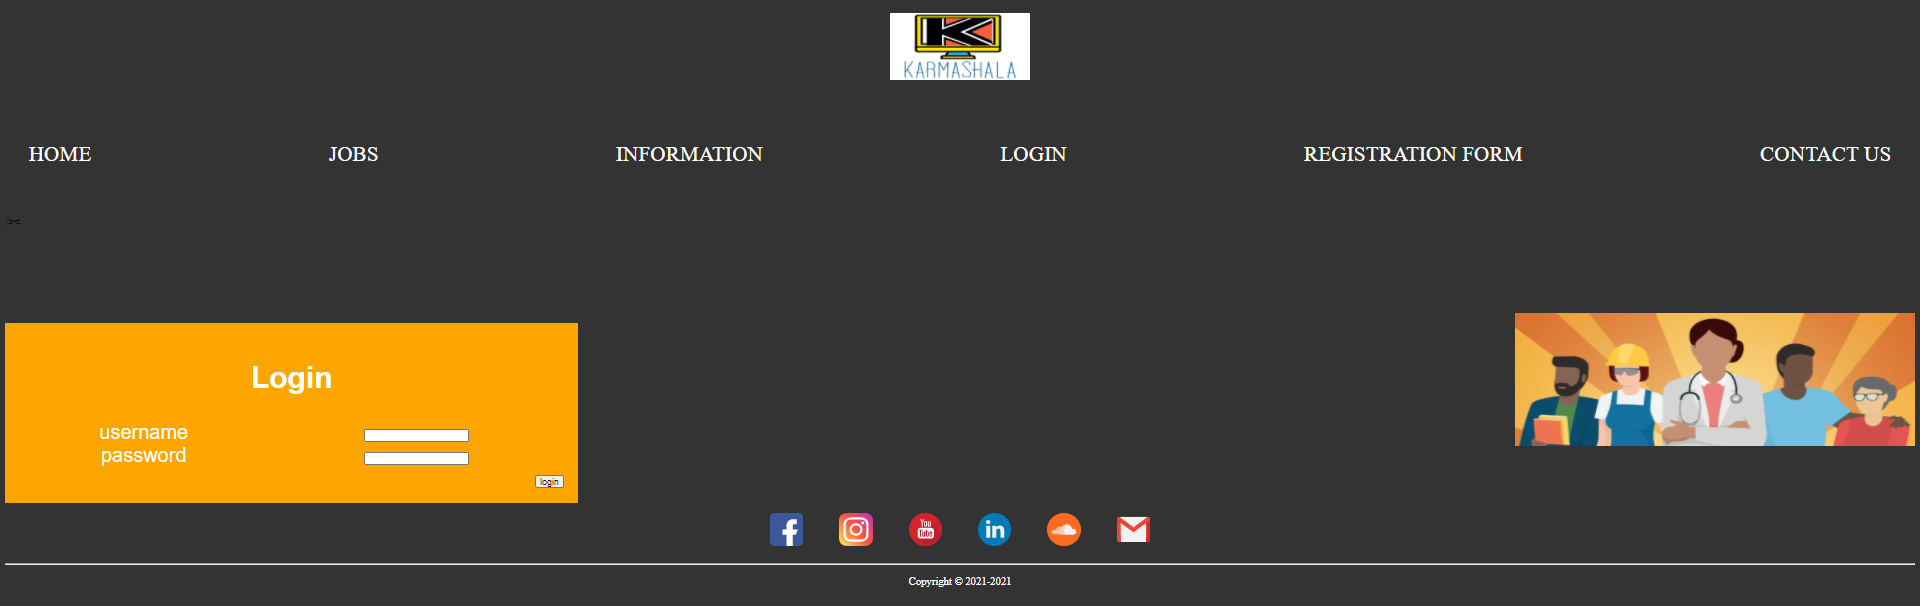 KARMASHALA
HOME JOBS INFORMATION LOGIN REGISTRATION FORM CONTACT US
/><
Login
username
password
login
You
Tube
in
Copyright © 2021-2021